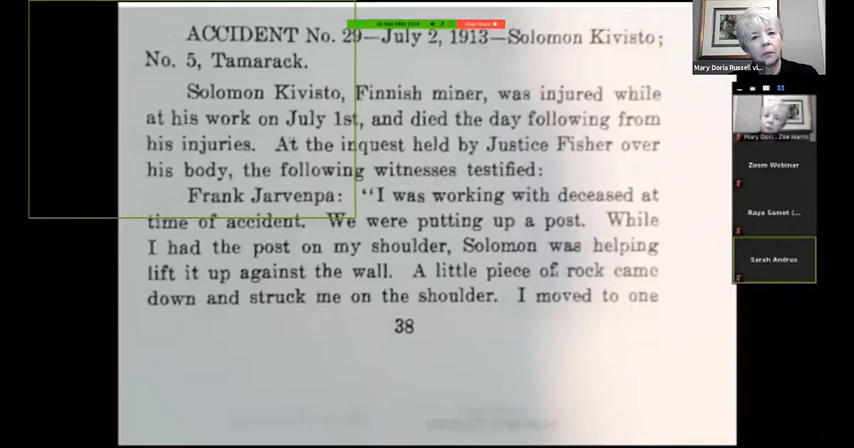 ACCIDENT No. 29—July 2, 1913—Solomon Kivisto;
No. 5, Tamarack.
Solomon Kivisto, Finnish miner, was injured while
at his work on July 1st, and died the day following from
his injuries. At the inquest held by Justice Fisher over
his body, the following witnesses testified:
Frank Jarvenpa: "I was working with deceased at
time of accident. We were putting up a post. While
I had the post on my shoulder, Solomon was helping
lift it up against the wall. A little piece of rock came
down and struck me on the shoulder. I moved to one
38
Mary Doria Russell vi...
Mary Dori...
Zoom Webinar
Raya Samet (...
Sarah Andrus